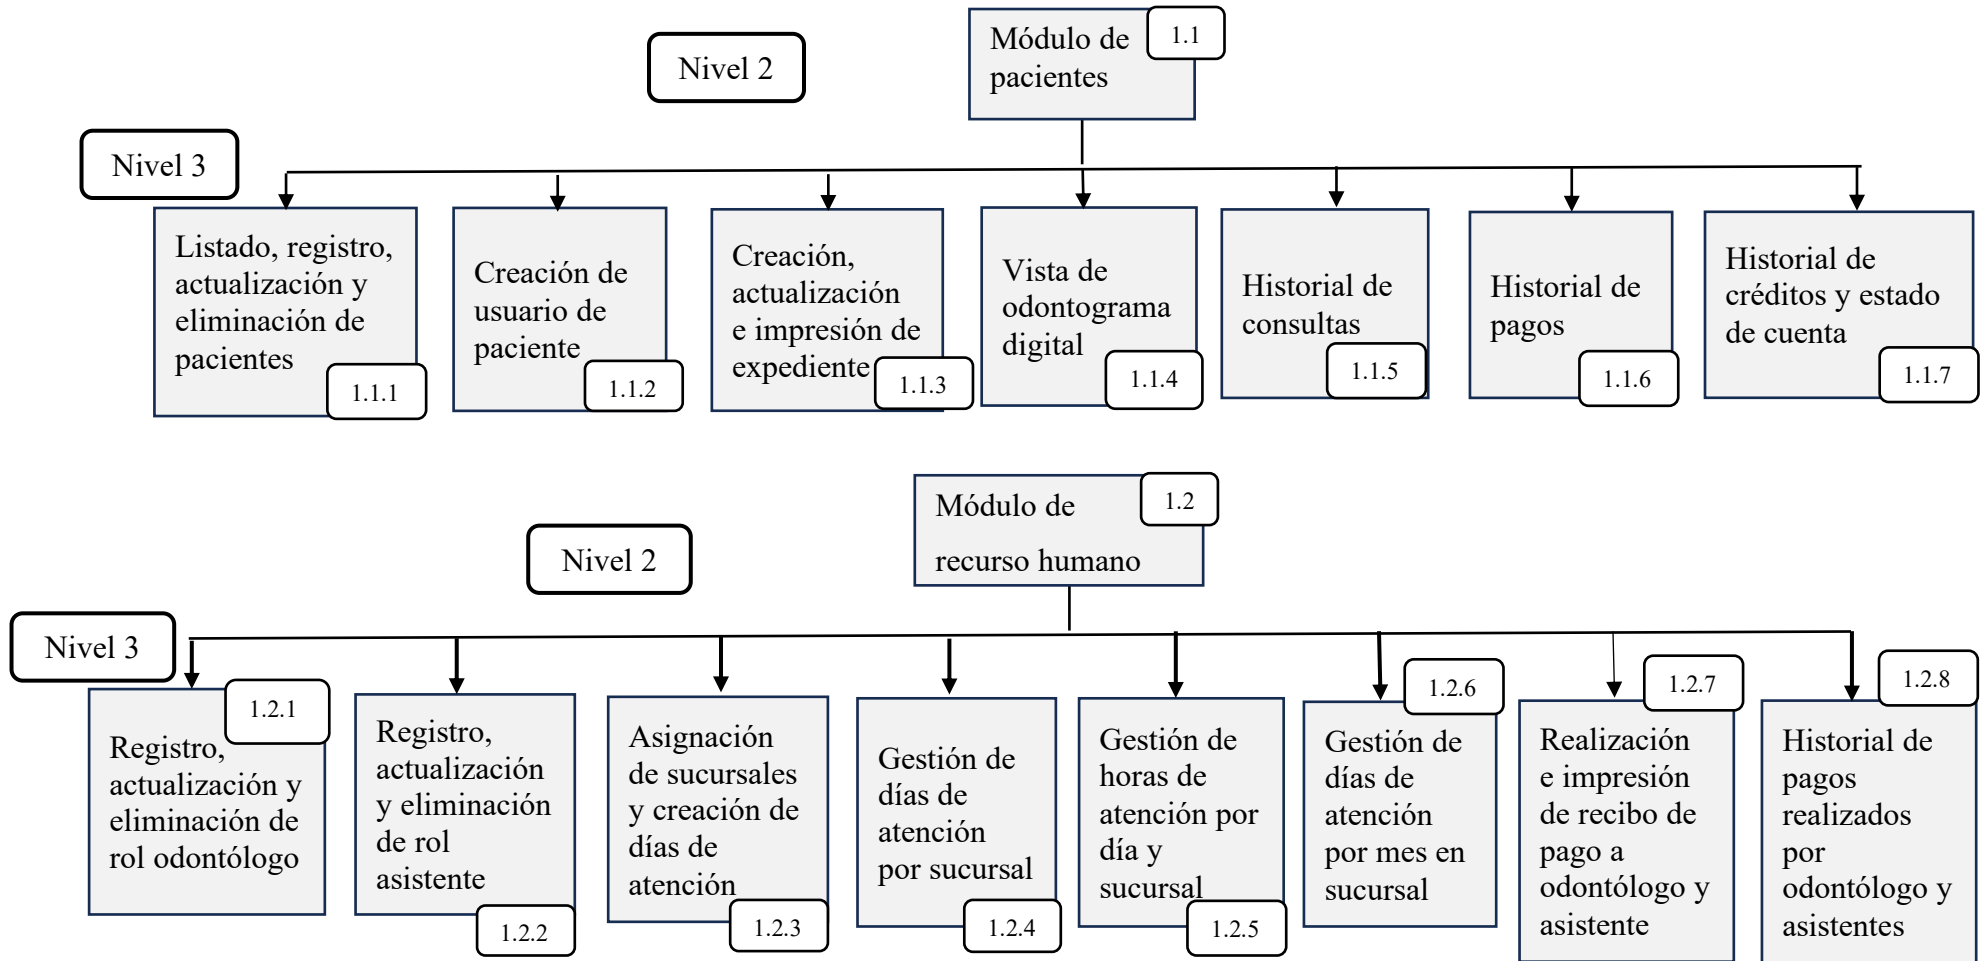 Módulo de
pacientes
1.1
Nivel 2
Nivel 3
Listado, registro,
actualización y
eliminación de
pacientes
1.1.1
Creación de
usuario de
paciente
1.1.2
Creación,
actualización
e impresión de
expediente
1.1.3
Vista de
odontograma
digital
1.1.4
Historial de
consultas
1.1.5
Historial de
pagos
1.1.6
Historial de
créditos y estado
de cuenta
1.1.7
Módulo de
recurso humano
1.2
Nivel 2
Nivel 3
1.2.1
Registro,
actualización y
eliminación de
rol odontólogo
Registro,
actualización
y eliminación
de rol
asistente
1.2.2
Asignación
de sucursales
y creación de
días de
atención
1.2.3
Gestión de
días de
atención
por sucursal
1.2.4
Gestión de
horas de
atención por
día y
sucursal
1.2.5
1.2.6
Gestión de
días de
atención
por mes en
sucursal
1.2.7
Realización
e impresión
de recibo de
pago a
odontólogo y
asistente
1.2.8
Historial de
pagos
realizados
por
odontólogo y
asistentes